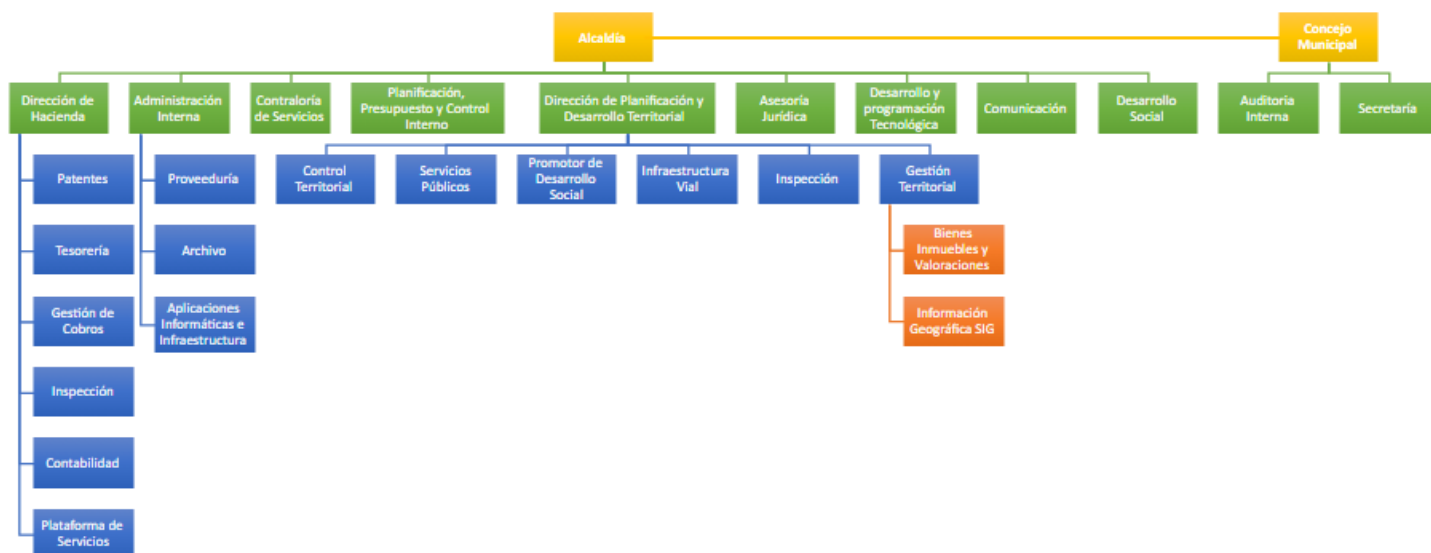 Alcaldía
Concejo
Municipal
Dirección de
Hacienda
Administración
Interna
Contraloría
de Servicios
Planificación,
Presupuesto y Control
Interno
Dirección de Planificación y
Desarrollo Territorial
Asesoría
Jurídica
Desarrollo y
programación
Tecnológica
Comunicación
Desarrollo
Social
Auditoria
Interna
Secretaría
Patentes
Tesorería
Gestión de
Cobros
Inspección
Contabilidad
Plataforma de
Servicios
Proveeduría
Archivo
Aplicaciones
Informáticas e
Infraestructura
Control
Territorial
Servicios
Públicos
Promotor de
Desarrollo
Social
Infraestructura
Vial
Inspección
Gestión
Territorial
Bienes
Inmuebles y
Valoraciones
Información
Geográfica SIG